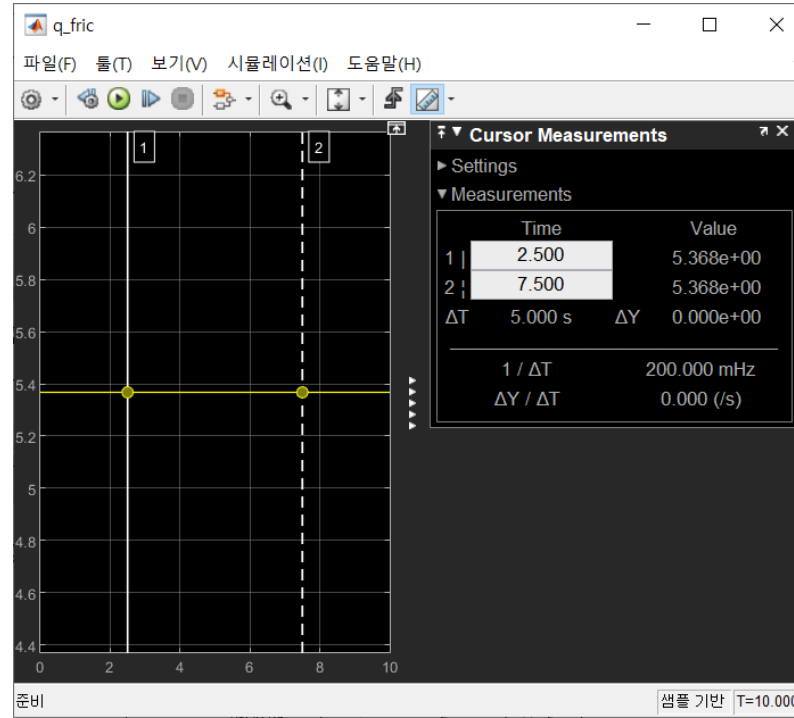 q_fric
파일(F) 툴(T) 보기(V) 시뮬레이션(I) 도움말(H)
1 2
6.2
6
5.8
5.6
5.4
5.2
5
4.8
4.6
4.4
0 2 4 6 8 10
Cursor Measurements
Settings
Measurements
Time Value
1 | 2.500 5.368e+00
2 ¦ 7.500 5.368e+00
ΔT 5.000 s ΔY 0.000e+00
1 / ΔT 200.000 mHz
ΔY / ΔT 0.000 (/s)
준비 샘플 기반 T=10.000